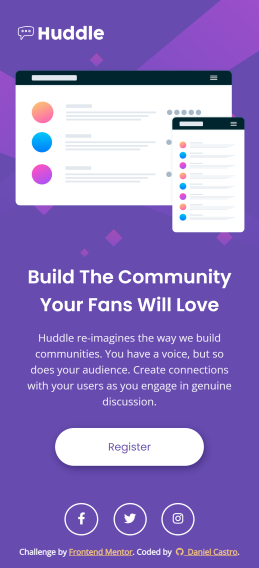 Huddle
Build The Community
Your Fans Will Love
Huddle re-imagines the way we build
communities. You have a voice, but so
does your audience. Create connections
with your users as you engage in genuine
discussion.
Register
Challenge by Frontend Mentor. Coded by Daniel Castro.